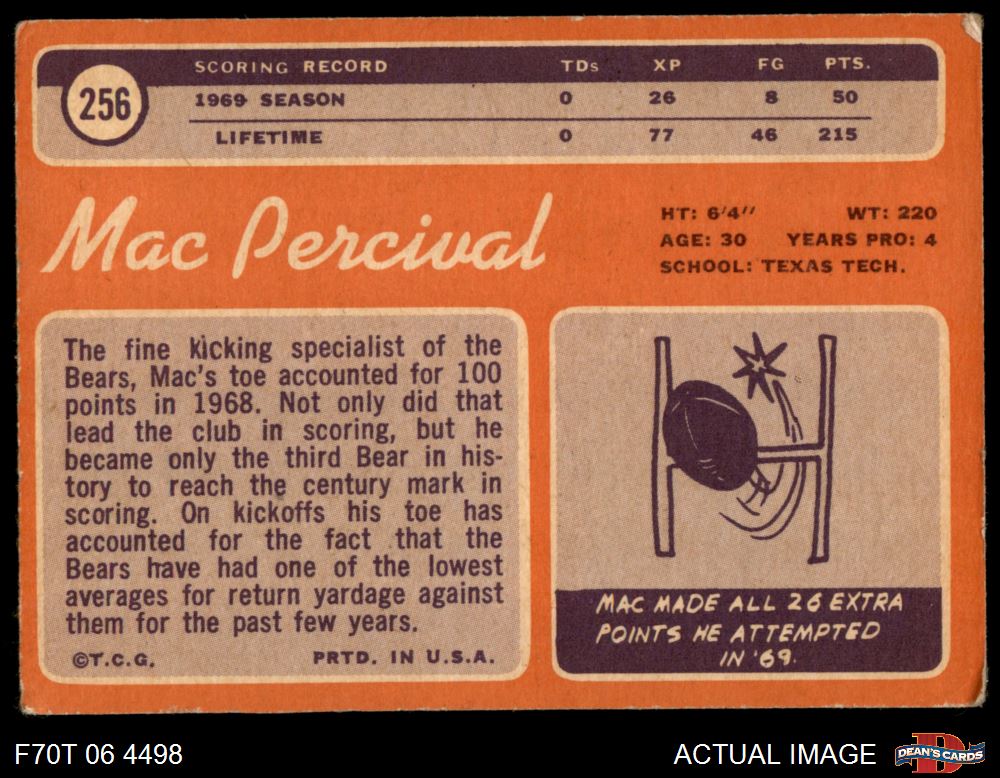 256
SCORING RECORD TDs XP FG PTS.
1969 SEASON 0 26 8 50
LIFETIME 0 77 46 215
Mac Percival
HT: 6'4'' WT: 220
AGE: 30 YEARS PRO: 4
SCHOOL: TEXAS TECH.
The fine kicking specialist of the
Bears, Mac's toe accounted for 100
points in 1968. Not only did that
lead the club in scoring, but he
became only the third Bear in his-
tory to reach the century mark in
scoring. On kickoffs his toe has
accounted for the fact that the
Bears have had one of the lowest
averages for return yardage against
them for the past few years.
©T.C.G. PRTD. IN U.S.A.
MAC MADE ALL 26 EXTRA
POINTS HE ATTEMPTED
IN '69.
F70T 06 4498
ACTUAL IMAGE
DEAN'S CARDS